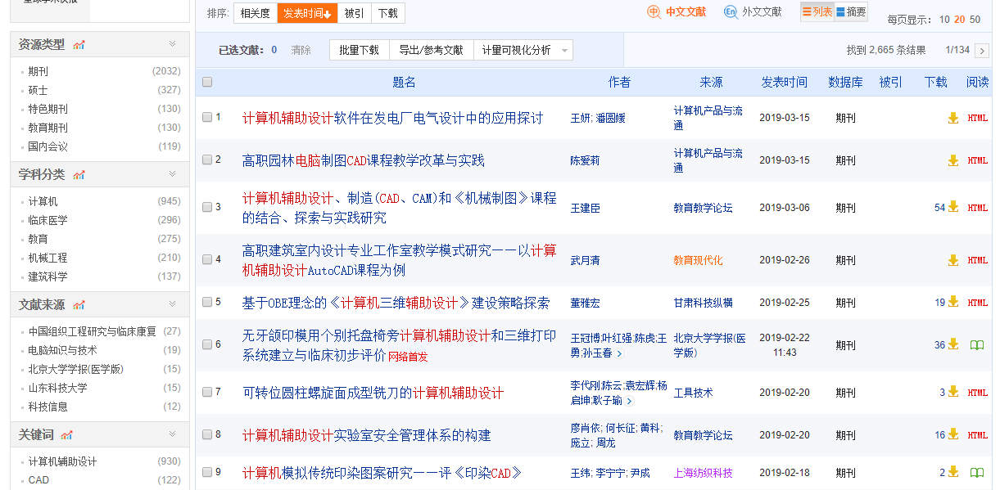 排序: 相关度 发表时间 被引 下载 中文文献 外文文献 列表 摘要 每页显示: 10 20 50
已选文献: 0 清除 批量下载 导出/参考文献 计量可视化分析 找到 2,665 条结果 1/134
资源类型
期刊 (2032)
硕士 (327)
特色期刊 (130)
教育期刊 (130)
国内会议 (119)
学科分类
计算机 (945)
临床医学 (296)
教育 (275)
机械工程 (210)
建筑科学 (137)
文献来源
中国组织工程研究与临床康复 (27)
电脑知识与技术 (19)
北京大学学报(医学版) (15)
山东科技大学 (15)
科技信息 (12)
关键词
计算机辅助设计 (930)
CAD (122)
题名 作者 来源 发表时间 数据库 被引 下载 阅读
1 计算机辅助设计软件在发电厂电气设计中的应用探讨 王妍; 潘圆媛 计算机产品与流
通 2019-03-15 期刊 HTML
2 高职园林电脑制图CAD课程教学改革与实践 陈爱莉 计算机产品与流
通 2019-03-15 期刊 HTML
3 计算机辅助设计、制造(CAD、CAM)和《机械制图》课程
的结合、探索与实践研究 王建臣 教育教学论坛 2019-03-06 期刊 54 HTML
4 高职建筑室内设计专业工作室教学模式研究——以计算
机辅助设计AutoCAD课程为例 武月清 教育现代化 2019-02-26 期刊 HTML
5 基于OBE理念的《计算机三维辅助设计》建设策略探索 董雅宏 甘肃科技纵横 2019-02-25 期刊 19 HTML
6 无牙颌印模用个别托盘椅旁计算机辅助设计和三维打印
系统建立与临床初步评价 网络首发 王冠博;叶红强;陈虎;王
勇;孙玉春 北京大学学报(医
学版) 2019-02-22
11:43 期刊 36
7 可转位圆柱螺旋面成型铣刀的计算机辅助设计 李代刚;陈云;袁宏辉;杨
启坤;耿子瑜 工具技术 2019-02-20 期刊 3 HTML
8 计算机辅助设计实验室安全管理体系的构建 廖肖依; 何长征; 黄科;
庞立; 周龙 教育教学论坛 2019-02-20 期刊 16 HTML
9 计算机模拟传统印染图案研究——评《印染CAD》 王纬; 李宁宁; 尹成 上海纺织科技 2019-02-18 期刊 2